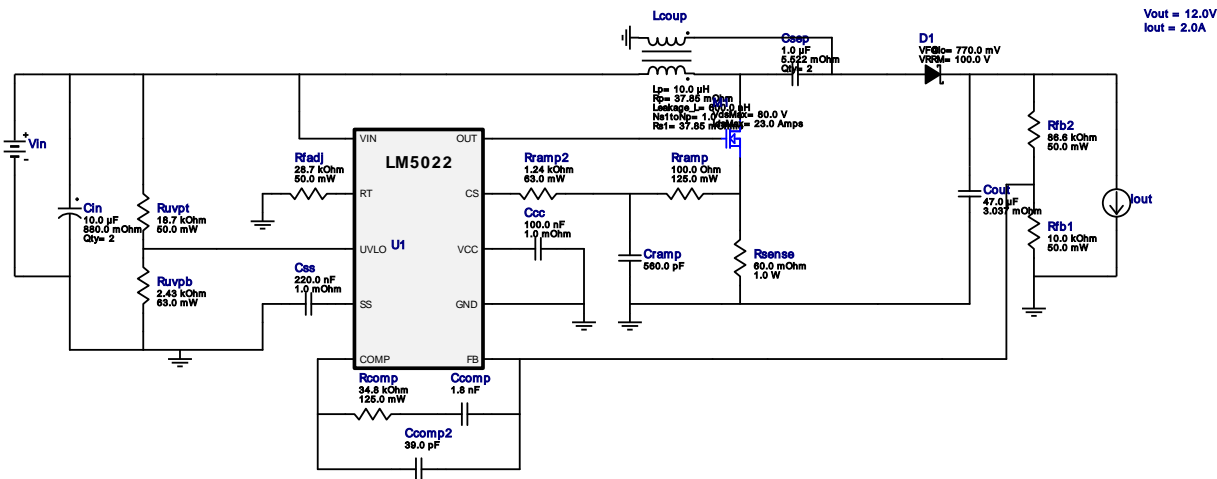 Vout = 12.0V
Iout = 2.0A
Lcoup
Csep
1.0 µF
5.522 mOhm
Qty= 2
D1
VRRM= 100.0 V
Lp= 10.0 µH
Rp= 37.85 mOhm
Ns1toNp= 1.0
Rs1= 37.85 mOhm
VdsMax= 60.0 V
IdsMax= 23.0 Amps
Vin
Cin
10.0 µF
880.0 mOhm
Qty= 2
Ruvpt
18.7 kOhm
50.0 mW
Ruvpb
2.43 kOhm
63.0 mW
Rfadj
28.7 kOhm
50.0 mW
Css
220.0 nF
1.0 mOhm
LM5022
U1
VIN
RT
UVLO
SS
COMP
OUT
CS
VCC
GND
FB
Rramp2
1.24 kOhm
63.0 mW
Rramp
100.0 Ohm
125.0 mW
Ccc
100.0 nF
1.0 mOhm
Cramp
560.0 pF
Rsense
60.0 mOhm
1.0 W
Cout
47.0 µF
3.037 mOhm
Rfb2
86.6 kOhm
50.0 mW
Rfb1
10.0 kOhm
50.0 mW
Iout
Rcomp
34.8 kOhm
125.0 mW
Ccomp
1.8 nF
Ccomp2
39.0 pF